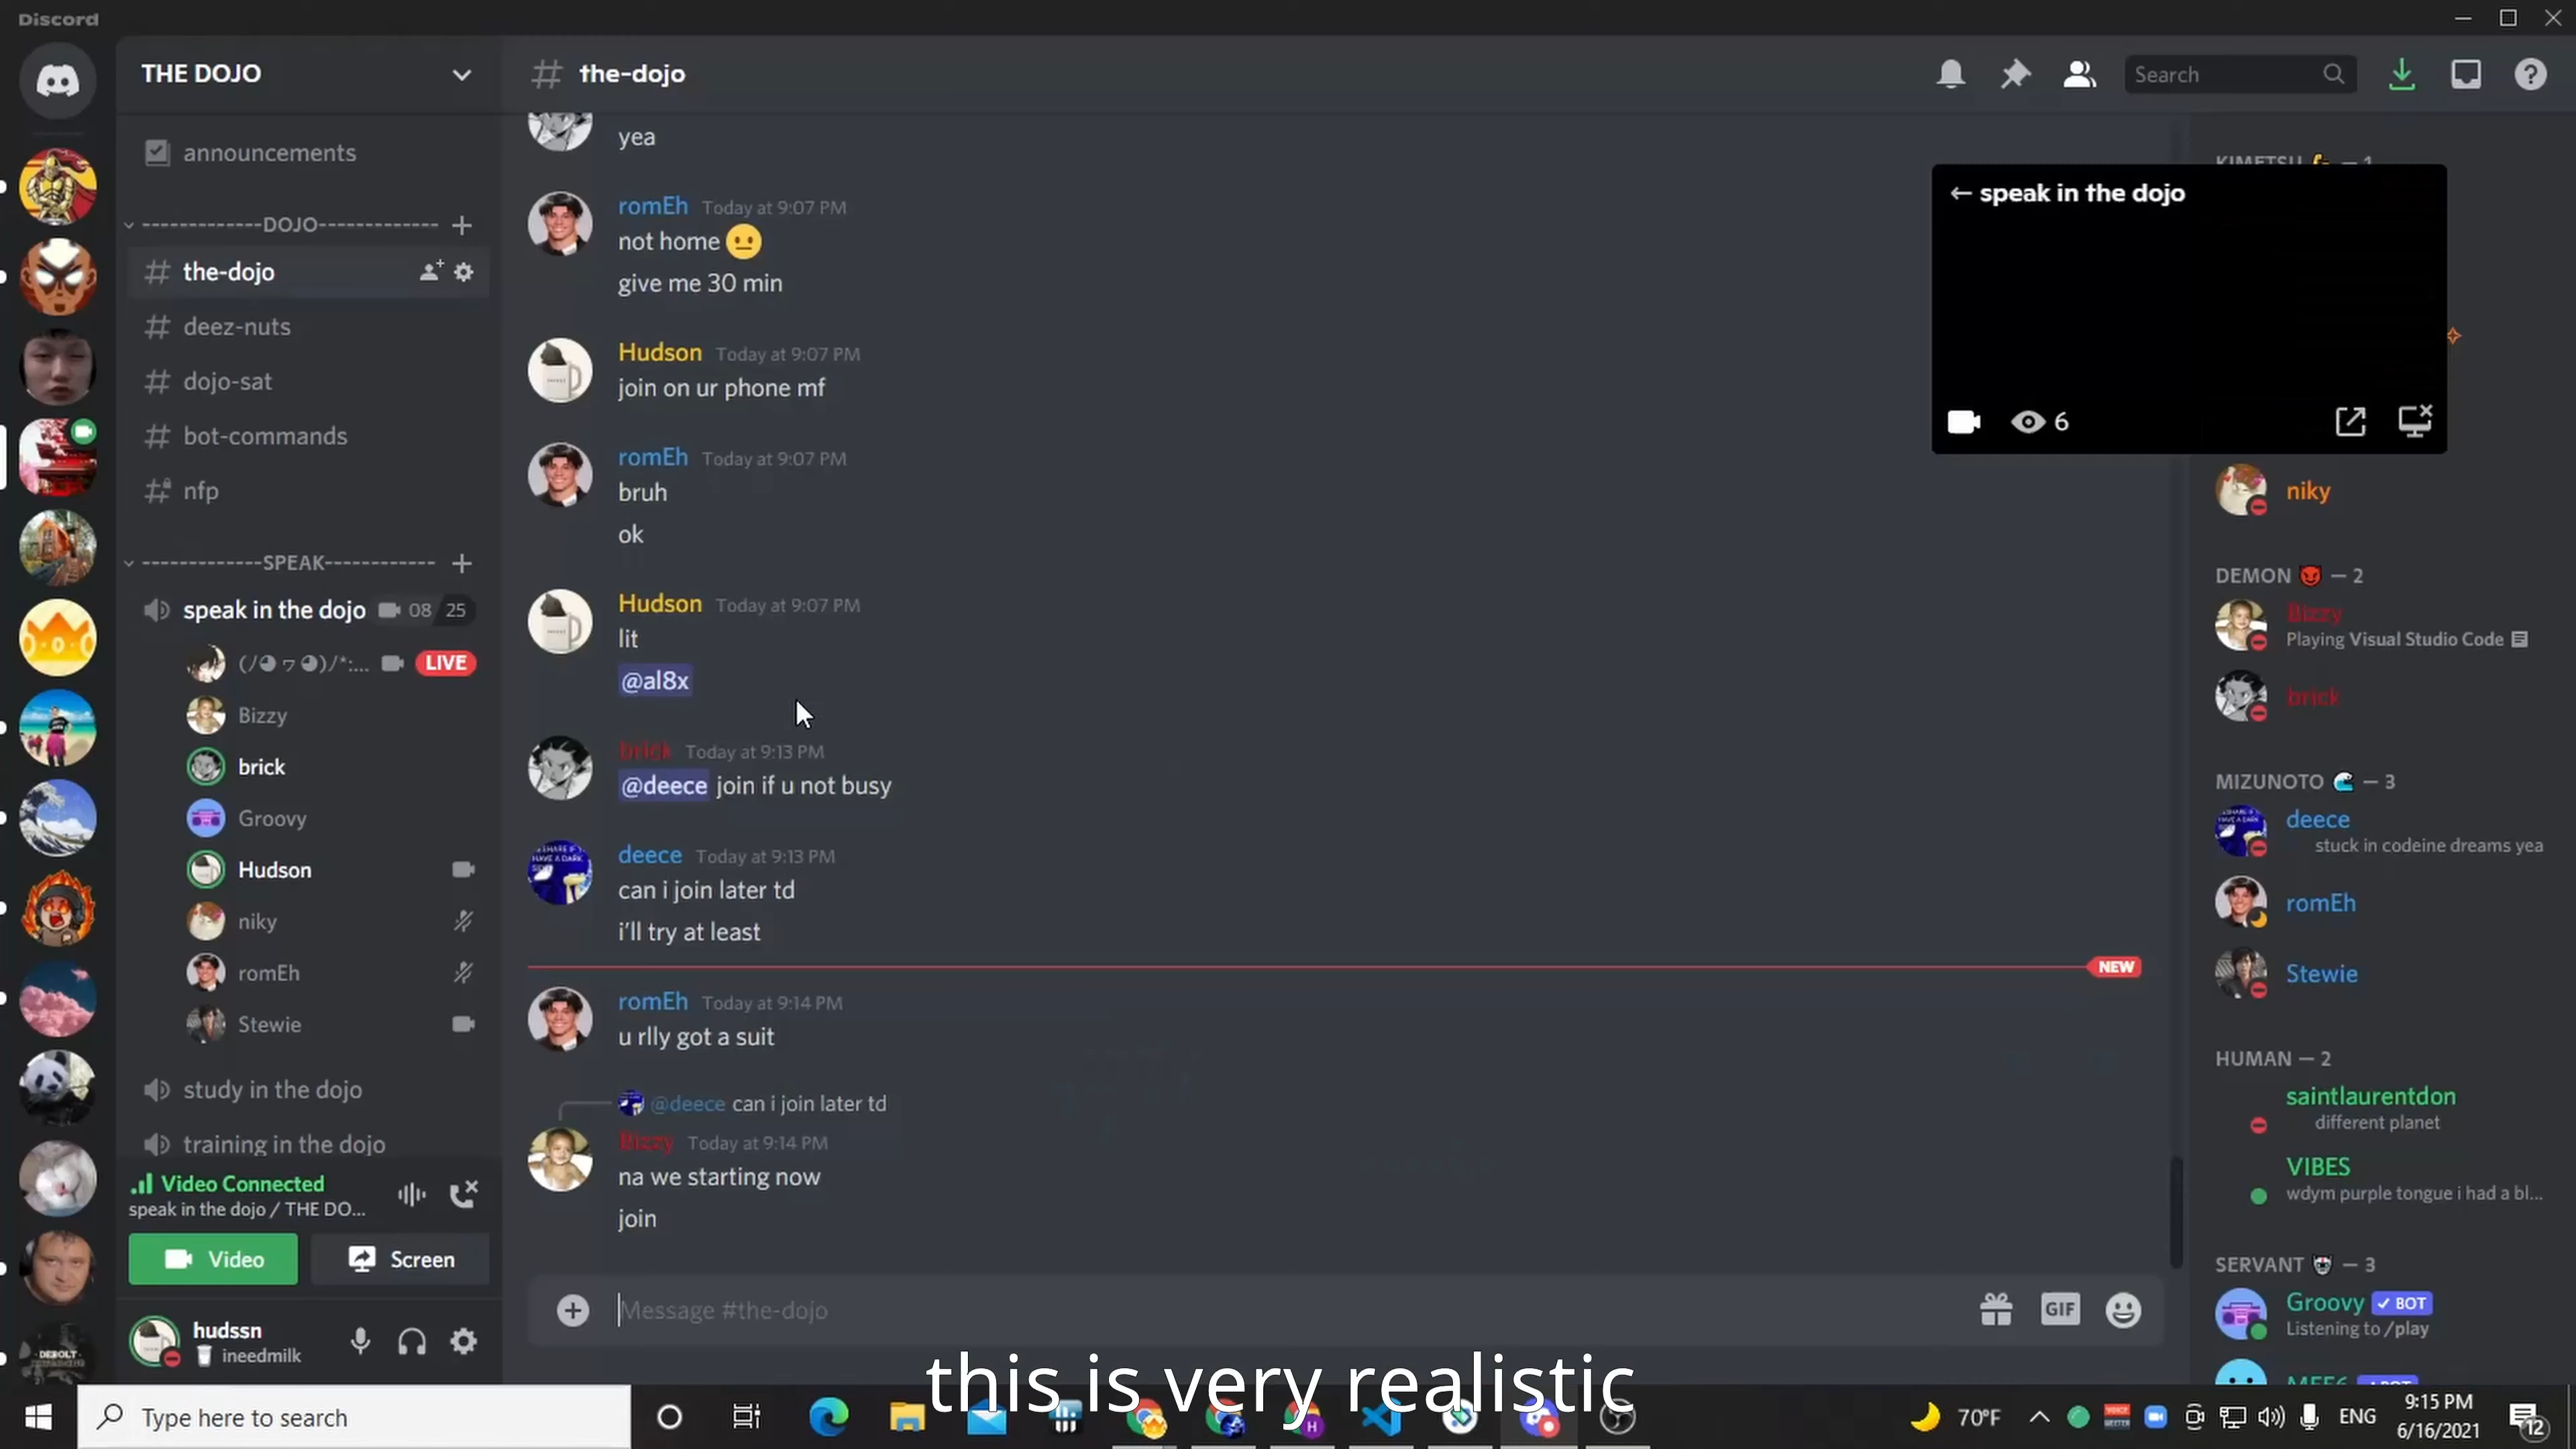 Discord
THE DOJO
announcements
------------DOJO--------------
the-dojo
deez-nuts
dojo-sat
bot-commands
nfp
------------SPEAK------------
speak in the dojo 08 25
(ﾉ◕ヮ◕)ﾉ*:... LIVE
Bizzy
brick
Groovy
Hudson
niky
romEh
Stewie
study in the dojo
training in the dojo
Video Connected
speak in the dojo / THE DO...
Video Screen
hudssn
ineedmilk
# the-dojo
Search
yea
romEh Today at 9:07 PM
not home 😐
give me 30 min
Hudson Today at 9:07 PM
join on ur phone mf
romEh Today at 9:07 PM
bruh
ok
Hudson Today at 9:07 PM
lit
@al8x
brick Today at 9:13 PM
@deece join if u not busy
deece Today at 9:13 PM
can i join later td
i'll try at least
NEW
romEh Today at 9:14 PM
u rlly got a suit
@deece can i join later td
Bizzy Today at 9:14 PM
na we starting now
join
Message #the-dojo
GIF
← speak in the dojo
6
niky
DEMON 😈 — 2
Bizzy
Playing Visual Studio Code
brick
MIZUNOTO 🌊 — 3
deece
stuck in codeine dreams yea
romEh
Stewie
HUMAN — 2
saintlaurentdon
different planet
VIBES
wdym purple tongue i had a bl...
SERVANT — 3
Groovy ✓ BOT
Listening to /play
this is very realistic
Type here to search
70°F
ENG
9:15 PM
6/16/2021
12